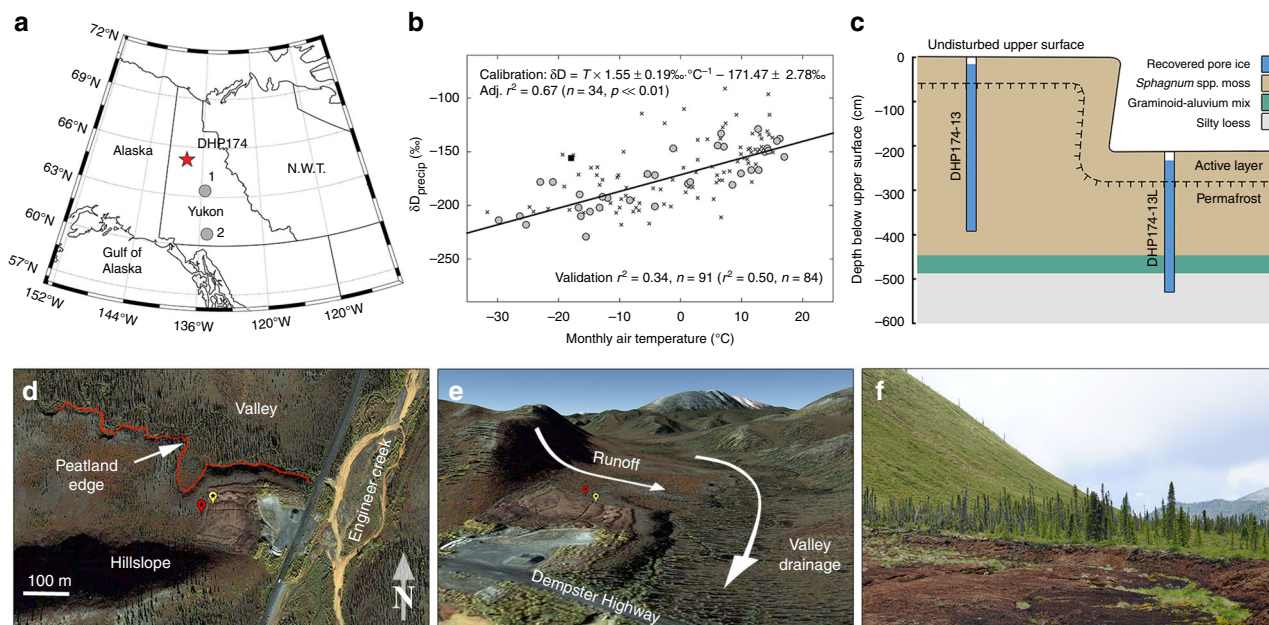 a
72°N
69°N
66°N
63°N
60°N
57°N
152°W
144°W
136°W
120°W
120°W
Alaska
DHP174
N.W.T.
1
Yukon
2
Gulf of
Alaska
b
Calibration: δD = T × 1.55 ± 0.19‰·°C⁻¹ − 171.47 ± 2.78‰
Adj. r² = 0.67 (n = 34, p << 0.01)
−100
−150
−200
−250
δDprecip (‰)
Validation r² = 0.34, n = 91 (r² = 0.50, n = 84)
−30
−20
−10
0
10
20
Monthly air temperature (°C)
c
Undisturbed upper surface
0
−100
−200
−300
−400
−500
−600
Depth below upper surface (cm)
DHP174-13
DHP174-13L
Recovered pore ice
Sphagnum spp. moss
Graminoid-aluvium mix
Silty loess
Active layer
Permafrost
d
Valley
Peatland
edge
Engineer creek
Hillslope
100 m
N
e
Runoff
Valley
drainage
Dempster Highway
f